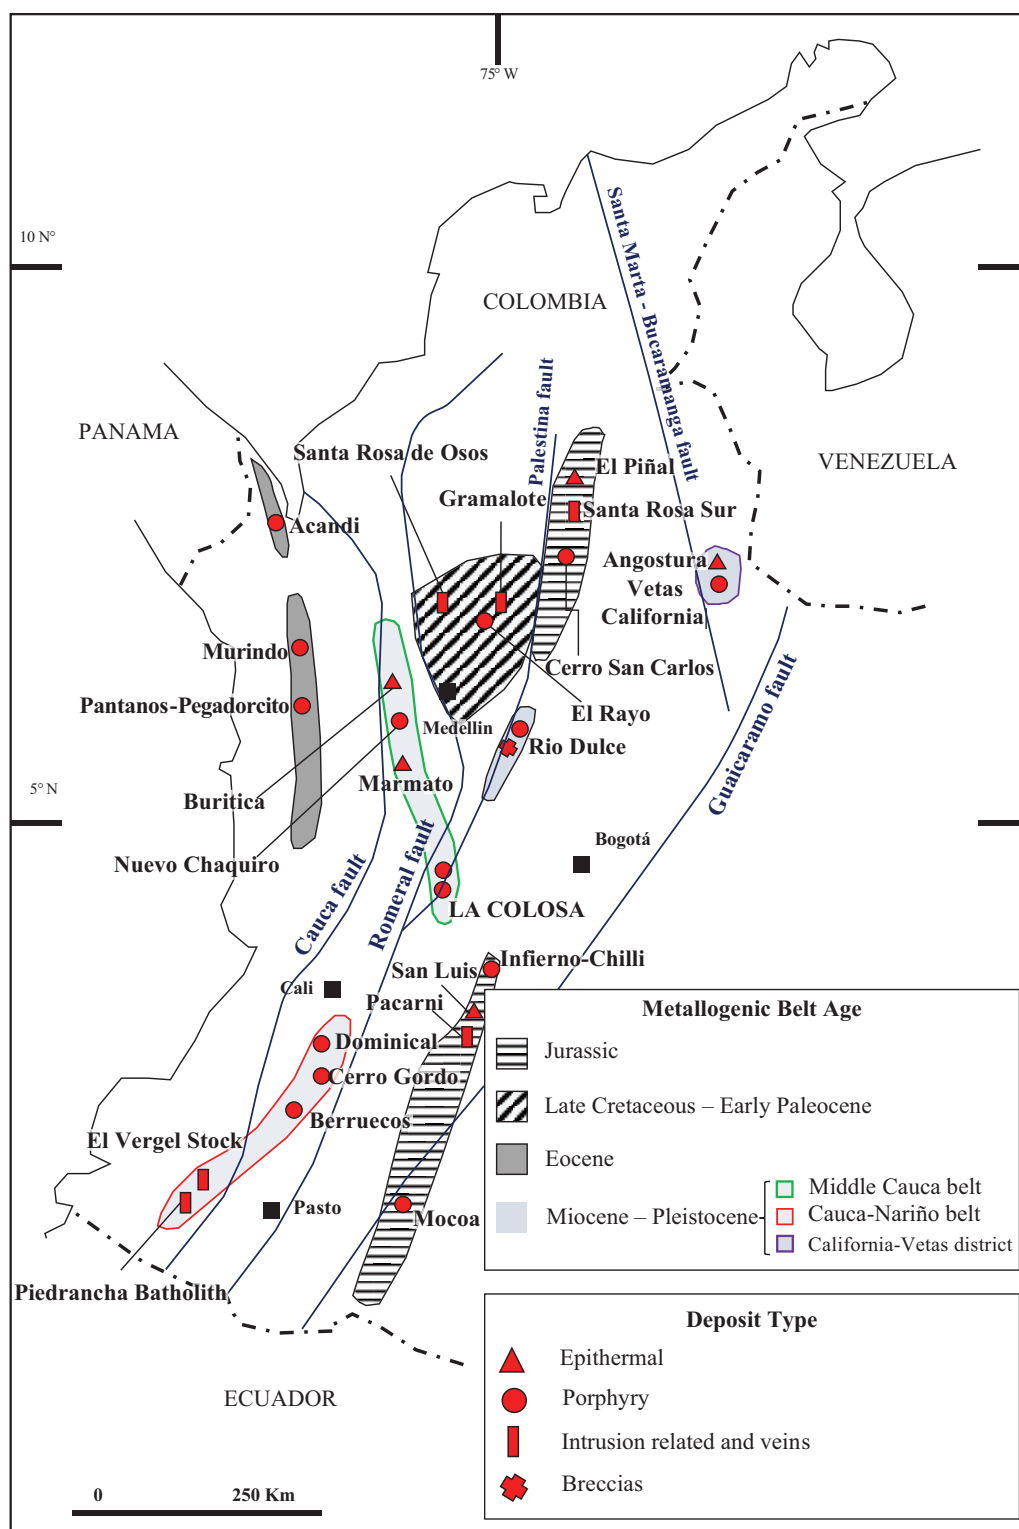 75° W
10 N°
COLOMBIA
Santa Marta - Bucaramanga fault
PANAMA
Santa Rosa de Osos
Palestina fault
El Piñal
VENEZUELA
Gramalote
Santa Rosa Sur
Acandi
Angostura
Vetas
California
Murindo
Cerro San Carlos
Pantanos-Pegadorcito
El Rayo
Medellin
Rio Dulce
Guaicaramo fault
Marmato
5° N
Buritica
Bogotá
Nuevo Chaquiro
Cauca fault
Romeral fault
LA COLOSA
Infierno-Chilli
San Luis
Cali
Pacarni
Dominical
Cerro Gordo
Berruecos
El Vergel Stock
Pasto
Mocoa
Piedrancha Batholith
ECUADOR
0 250 Km
Metallogenic Belt Age
Jurassic
Late Cretaceous – Early Paleocene
Eocene
Miocene – Pleistocene
Middle Cauca belt
Cauca-Nariño belt
California-Vetas district
Deposit Type
Epithermal
Porphyry
Intrusion related and veins
Breccias